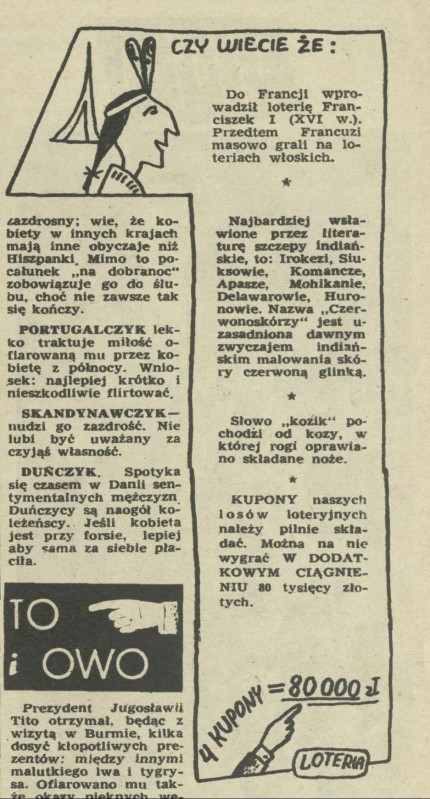 zazdrosny; wie, że ko-
biety w innych krajach
mają inne obyczaje niż
Hiszpanki. Mimo to po-
całunek „na dobranoc"
zobowiązuje go do ślu-
bu, choć nie zawsze tak
się kończy.
PORTUGALCZYK lek-
ko traktuje miłość o-
fiarowaną mu przez ko-
bietę z północy. Wnio-
sek: najlepiej krótko i
nieszkodliwie flirtować.
SKANDYNAWCZYK—
nudzi go zazdrość. Nie
lubi być uważany za
czyjąś własność.
DUŃCZYK. Spotyka
się czasem w Danii sen-
tymentalnych mężczyzn.
Duńczycy są naogół ko-
leżeńscy. Jeśli kobieta
jest przy forsie, lepiej
aby sama za siebie pła-
ciła.
TO
i OWO
Prezydent Jugosławii
Tito otrzymał, będąc z
wizytą w Burmie, kilka
dosyć kłopotliwych pre-
zentów: między innymi
malutkiego lwa i tygry-
sa. Ofiarowano mu tak-
że okazy pięknych we-
CZY WIECIE ŻE:
Do Francji wpro-
wadził loterię Fran-
ciszek I (XVI w.).
Przedtem Francuzi
masowo grali na lo-
teriach włoskich.
*
Najbardziej wsła-
wione przez litera-
turę szczepy indiań-
skie, to: Irokezi, Siu-
ksowie, Komancze,
Apasze, Mohikanie,
Delawarowie, Huro-
nowie. Nazwa „Czer-
wonoskórzy" jest u-
zasadniona dawnym
zwyczajem indiań-
skim malowania skó-
ry czerwoną glinką.
*
Słowo „kozik" po-
chodzi od kozy, w
której rogi oprawia-
no składane noże.
*
KUPONY naszych
losów loteryjnych
należy pilnie skła-
dać. Można na nie
wygrać W DODAT-
KOWYM CIĄGNIE-
NIU 80 tysięcy zło-
tych.
4 KUPONY = 80 000 zł
LOTERIA